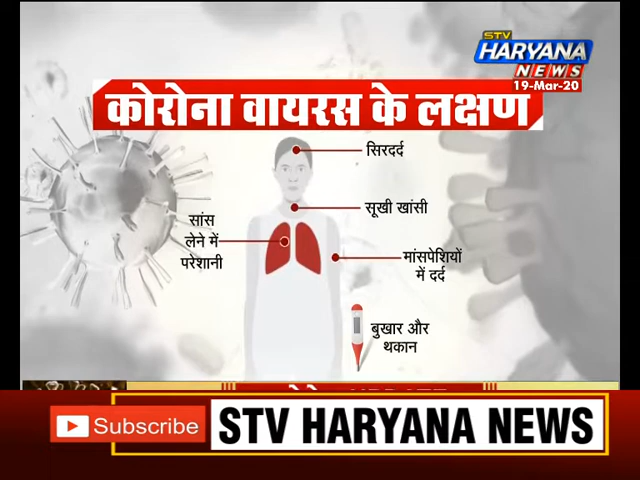 STV
HARYANA
NEWS
19-Mar-20
कोरोना वायरस के लक्षण
सिरदर्द
सूखी खांसी
सांस
लेने में
परेशानी
मांसपेशियों
में दर्द
बुखार और
थकान
Subscribe
STV HARYANA NEWS